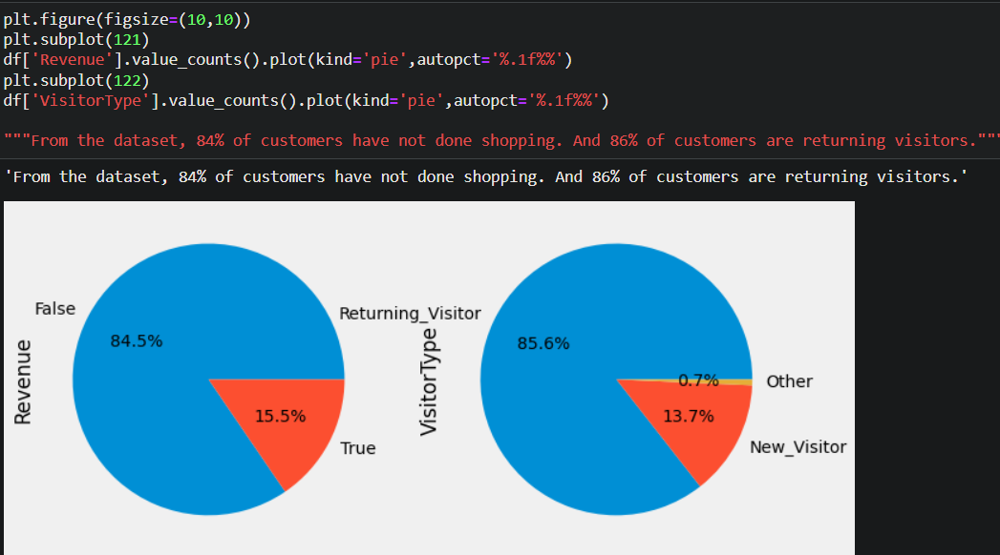 plt.figure(figsize=(10,10))
plt.subplot(121)
df['Revenue'].value_counts().plot(kind='pie',autopct='%.1f%%')
plt.subplot(122)
df['VisitorType'].value_counts().plot(kind='pie',autopct='%.1f%%')
"""From the dataset, 84% of customers have not done shopping. And 86% of customers are returning visitors."""
'From the dataset, 84% of customers have not done shopping. And 86% of customers are returning visitors.'
Revenue
False
84.5%
15.5%
True
VisitorType
Returning_Visitor
85.6%
0.7%
Other
13.7%
New_Visitor